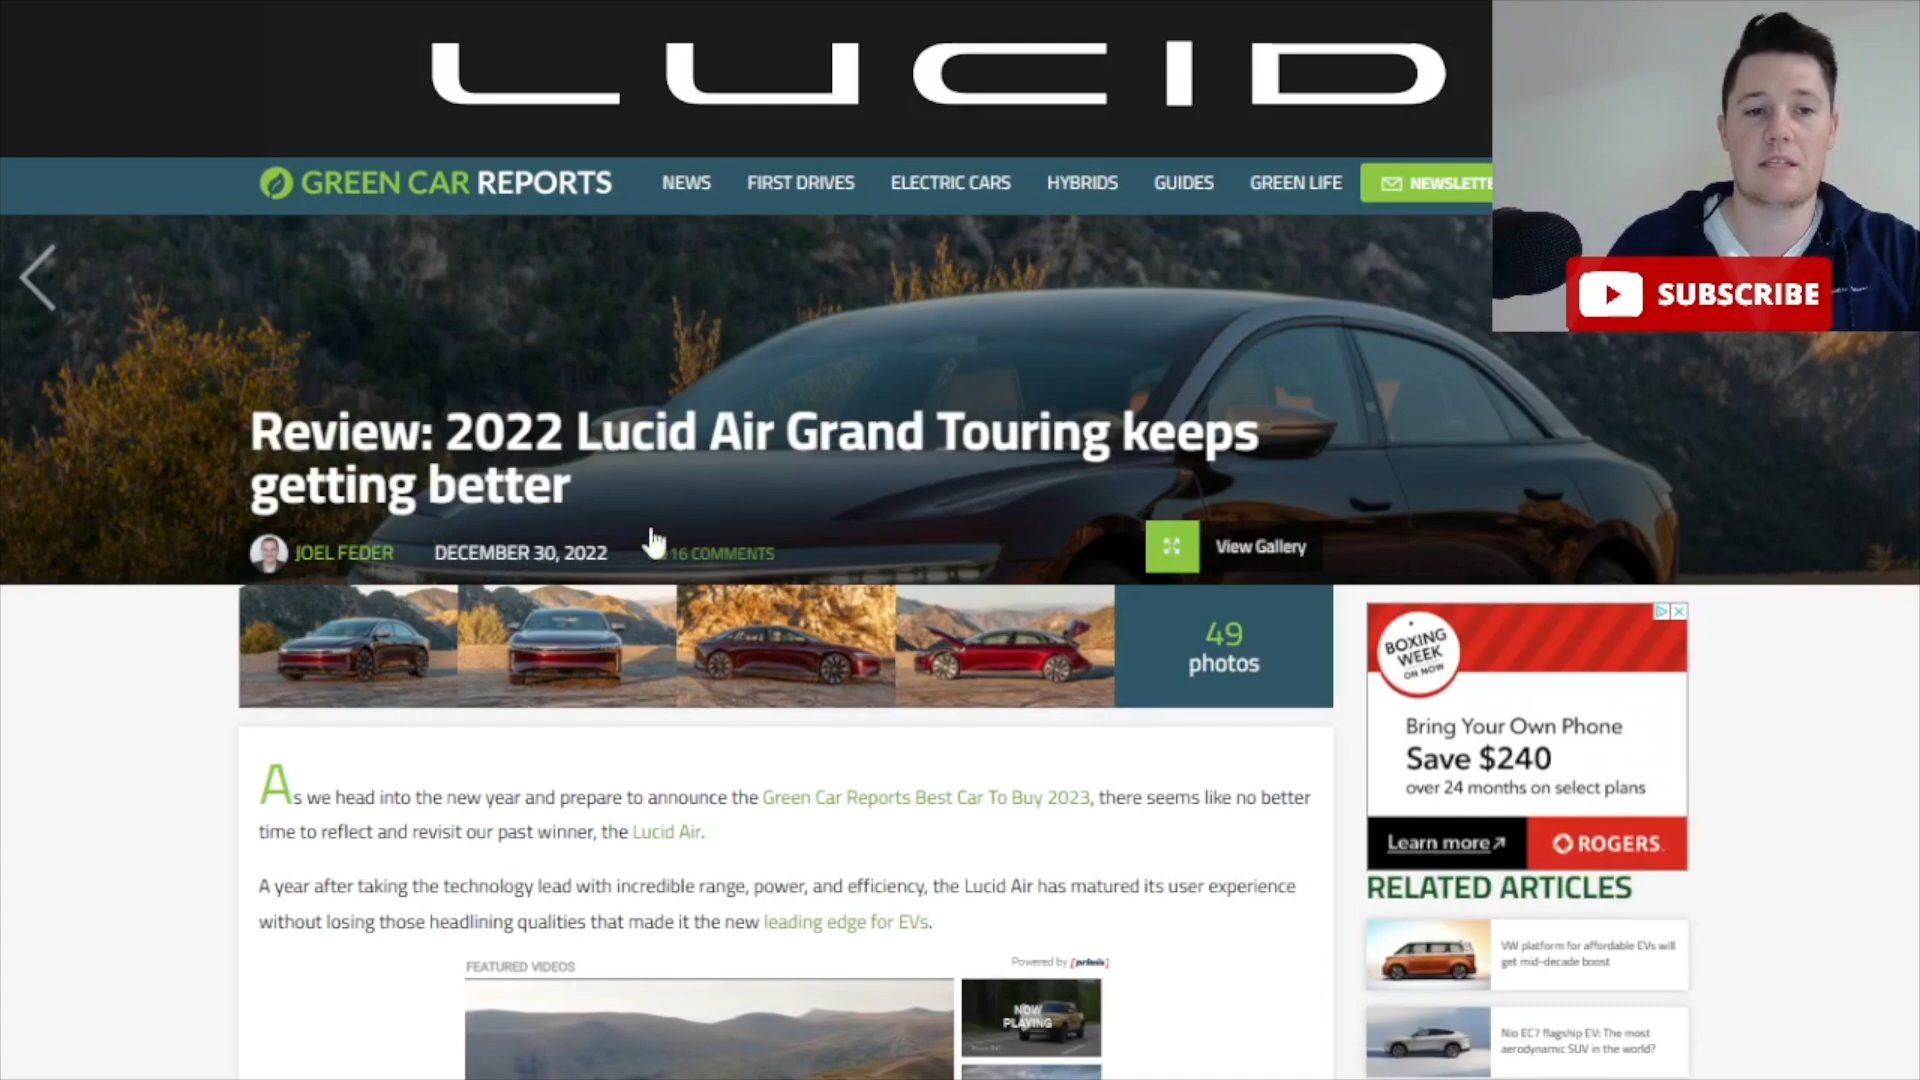 LUCID
GREEN CAR REPORTS
NEWS
FIRST DRIVES
ELECTRIC CARS
HYBRIDS
GUIDES
GREEN LIFE
NEWSLETTE
SUBSCRIBE
Review: 2022 Lucid Air Grand Touring keeps
getting better
JOEL FEDER
DECEMBER 30, 2022
16 COMMENTS
View Gallery
49
photos
BOXING
WEEK
ON NOW
Bring Your Own Phone
Save $240
over 24 months on select plans
Learn more
ROGERS
As we head into the new year and prepare to announce the Green Car Reports Best Car To Buy 2023, there seems like no better
time to reflect and revisit our past winner, the Lucid Air.
A year after taking the technology lead with incredible range, power, and efficiency, the Lucid Air has matured its user experience
without losing those headlining qualities that made it the new leading edge for EVs.
FEATURED VIDEOS
Powered by [primis]
NOW
PLAYING
RELATED ARTICLES
VW platform for affordable EVs will
get mid-decade boost
Nio EC7 flagship EV: The most
aerodynamic SUV in the world?